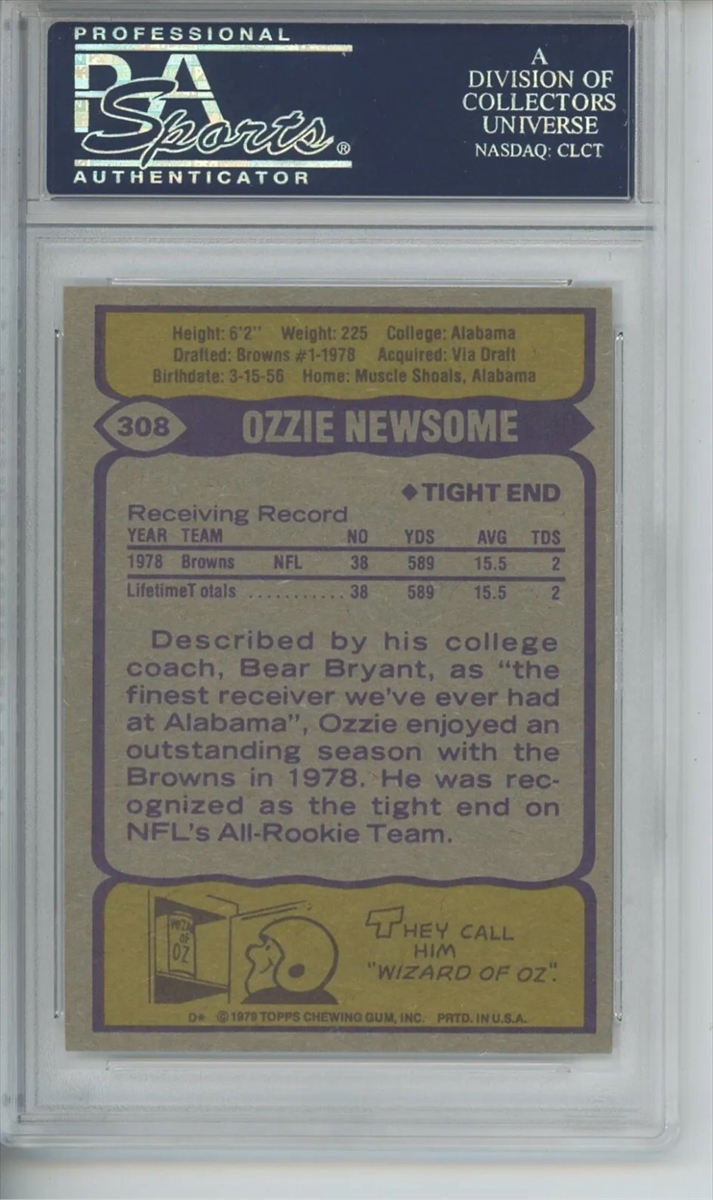 PROFESSIONAL
PSA
Sports®
AUTHENTICATOR
A
DIVISION OF
COLLECTORS
UNIVERSE
NASDAQ: CLCT
Height: 6'2" Weight: 225 College: Alabama
Drafted: Browns #1-1978 Acquired: Via Draft
Birthdate: 3-15-56 Home: Muscle Shoals, Alabama
308 OZZIE NEWSOME
◆TIGHT END
Receiving Record
YEAR TEAM NO YDS AVG TDS
1978 Browns NFL 38 589 15.5 2
LifetimeT otals ........... 38 589 15.5 2
Described by his college
coach, Bear Bryant, as "the
finest receiver we've ever had
at Alabama", Ozzie enjoyed an
outstanding season with the
Browns in 1978. He was rec-
ognized as the tight end on
NFL's All-Rookie Team.
WIZA
OF
OZ
THEY CALL
HIM
"WIZARD OF OZ".
D* © 1979 TOPPS CHEWING GUM, INC. PRTD. IN U.S.A.